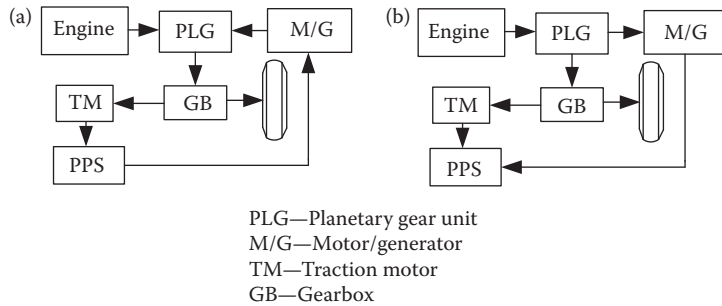 (a)
Engine
PLG
M/G
TM
GB
PPS
(b)
Engine
PLG
M/G
TM
GB
PPS
PLG—Planetary gear unit
M/G—Motor/generator
TM—Traction motor
GB—Gearbox